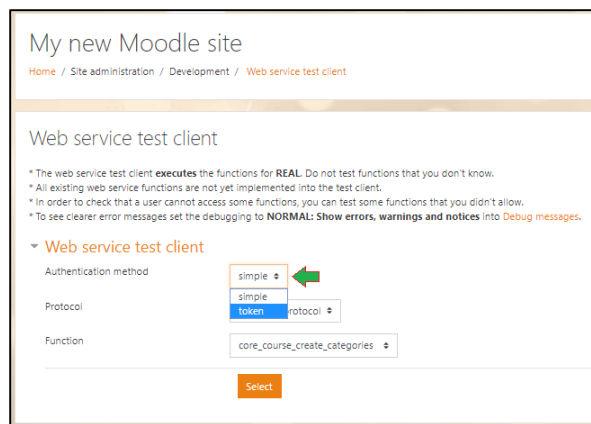 My new Moodle site
Home / Site administration / Development / Web service test client
Web service test client
* The web service test client executes the functions for REAL. Do not test functions that you don't know.
* All existing web service functions are not yet implemented into the test client.
* In order to check that a user cannot access some functions, you can test some functions that you didn't allow.
* To see clearer error messages set the debugging to NORMAL: Show errors, warnings and notices into Debug messages.
Web service test client
Authentication method simple
simple
token
Protocol rotocol
Function core_course_create_categories
Select